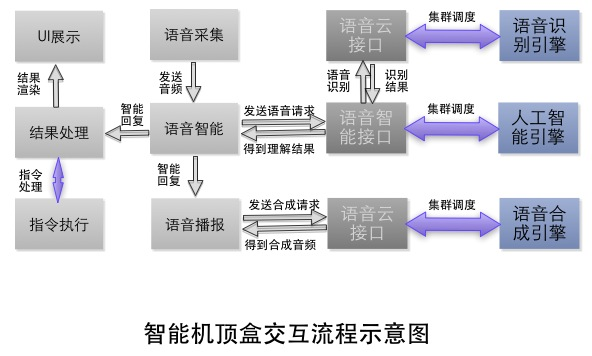 UI展示
语音采集
语音云
接口
集群调度
语音识
别引擎
结果
渲染
发送
音频
语音
识别
识别
结果
结果处理
智能
回复
语音智能
发送语音请求
得到理解结果
语音智
能接口
集群调度
人工智
能引擎
指令
处理
智能
回复
指令执行
语音播报
发送合成请求
得到合成音频
语音云
接口
集群调度
语音合
成引擎
智能机顶盒交互流程示意图